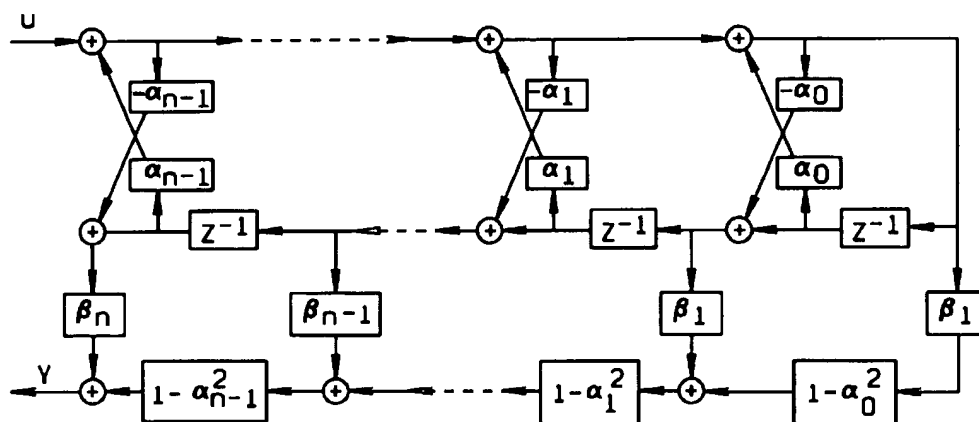 u
-α_{n-1} -α_1 -α_0
α_{n-1} α_1 α_0
z^{-1} z^{-1} z^{-1}
β_n β_{n-1} β_1 β_1
Y 1-α_{n-1}^2 1-α_1^2 1-α_0^2